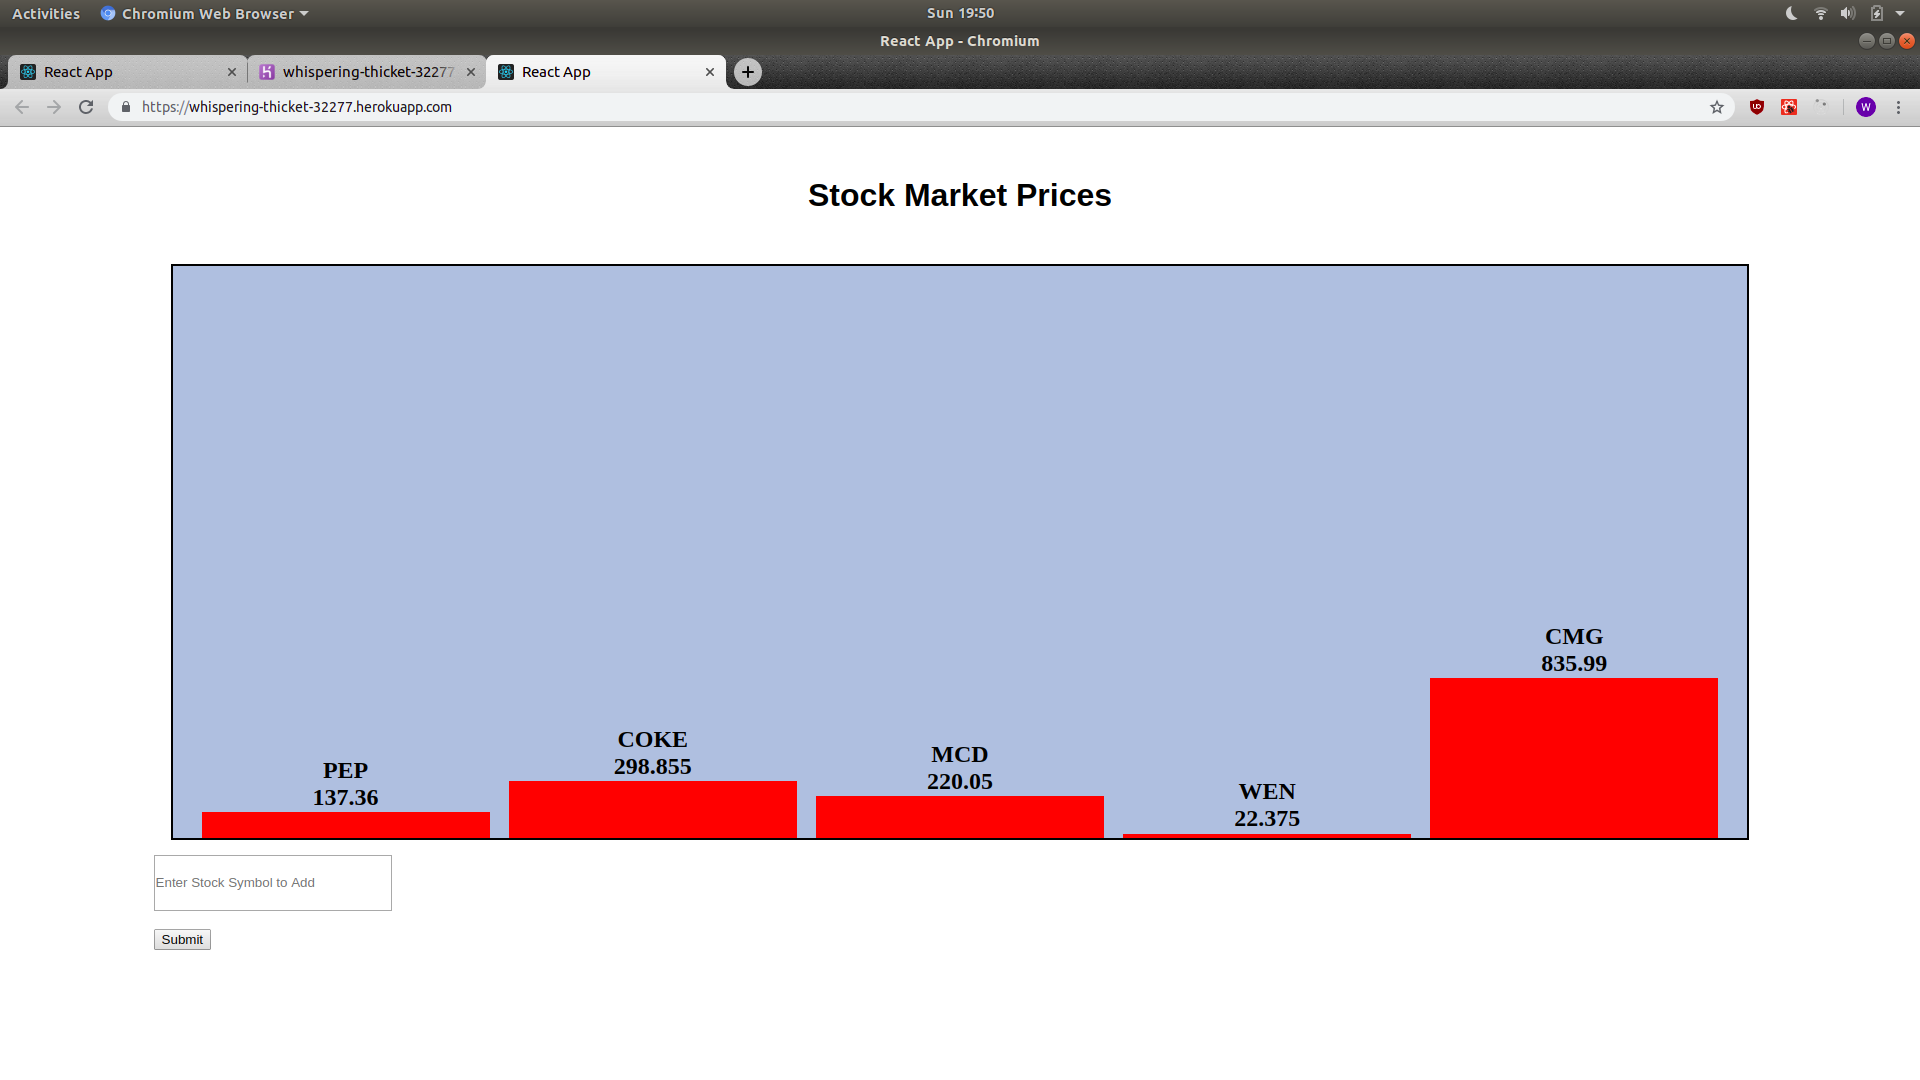 Activities
Chromium Web Browser
Sun 19:50
React App - Chromium
React App
whispering-thicket-32277
React App
https://whispering-thicket-32277.herokuapp.com
W
Stock Market Prices
PEP
137.36
COKE
298.855
MCD
220.05
WEN
22.375
CMG
835.99
Enter Stock Symbol to Add
Submit